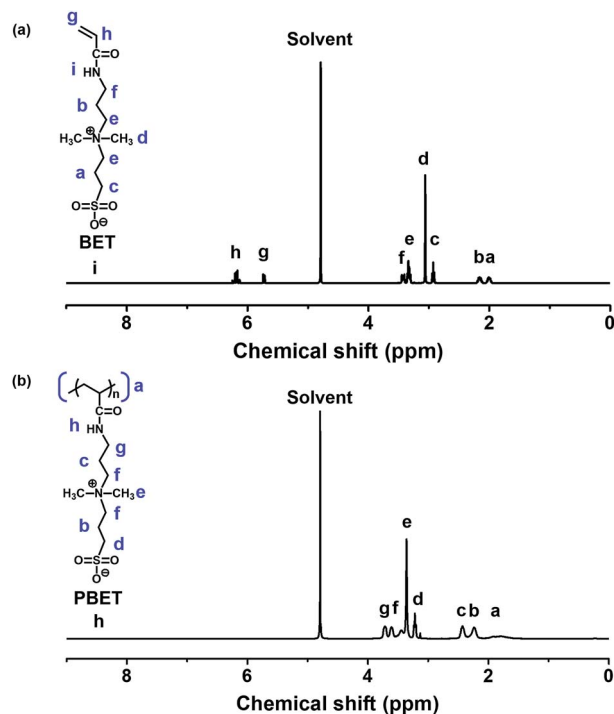 (a)
g
h
C=O
i HN
f
b
e
H₃C-N-CH₃ d
⊕
e
a
c
O=S=O
O⊖
BET
i
Solvent
h g f e d c b a
8 6 4 2 0
Chemical shift (ppm)
(b)
( ( )n ) a
C=O
h HN
g
c
f
H₃C-N-CH₃ e
⊕
f
b
d
O=S=O
O⊖
PBET
h
Solvent
g f e d c b a
8 6 4 2 0
Chemical shift (ppm)